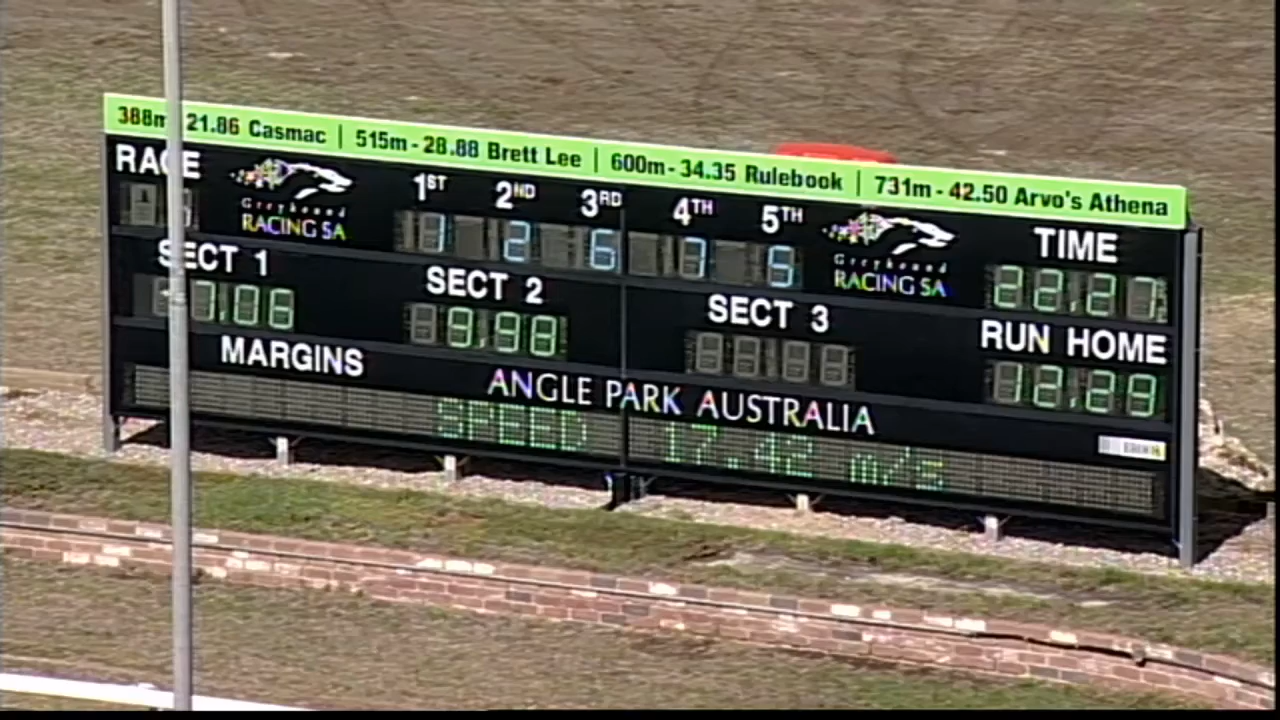 388m - 21.86 Casmac | 515m - 28.88 Brett Lee | 600m - 34.35 Rulebook | 731m - 42.50 Arvo's Athena
RACE
Greyhound
RACING SA
1ST 2ND 3RD 4TH 5TH
1 2 6 7 5
Greyhound
RACING SA
TIME
22.27
SECT 1
7.08
SECT 2
9.98
SECT 3
RUN HOME
12.29
MARGINS
ANGLE PARK AUSTRALIA
SPEED 17.42 m/s